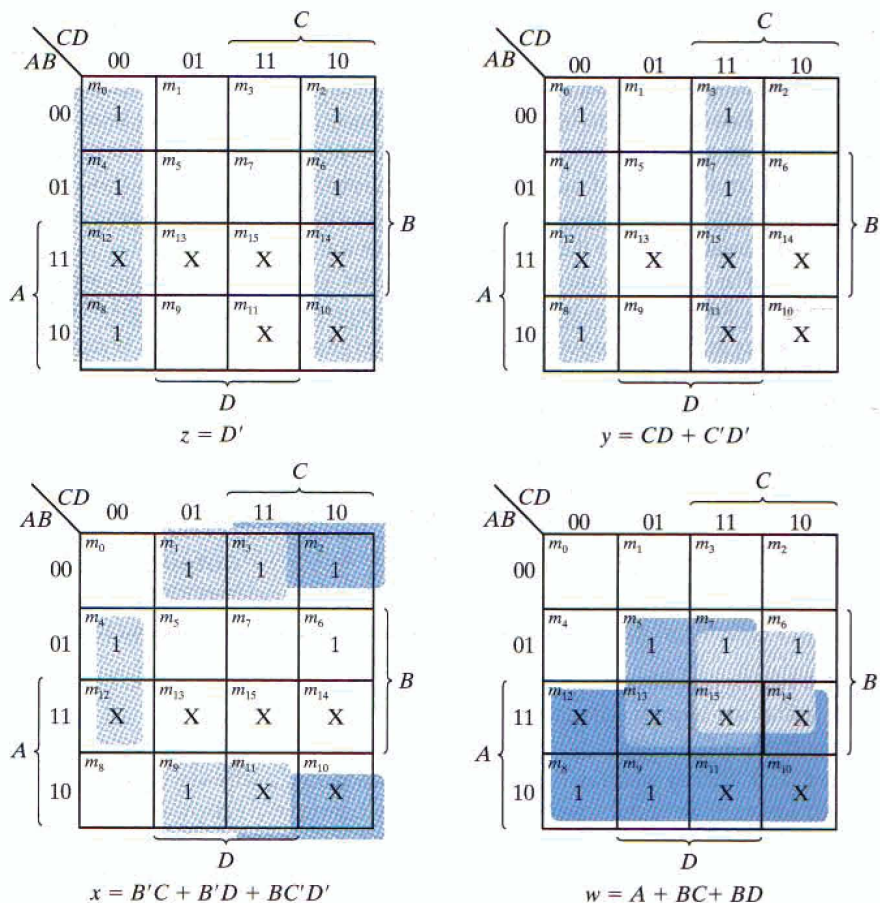 C
CD
AB 00 01 11 10
m0 m1 m3 m2
00 1 1
m4 m5 m7 m6
01 1 1
B
m12 m13 m15 m14
11 X X X X
A
m8 m9 m11 m10
10 1 X X
D
z = D'
C
CD
AB 00 01 11 10
m0 m1 m3 m2
00 1 1
m4 m5 m7 m6
01 1 1
B
m12 m13 m15 m14
11 X X X X
A
m8 m9 m11 m10
10 1 X X
D
y = CD + C'D'
C
CD
AB 00 01 11 10
m0 m1 m3 m2
00 1 1 1
m4 m5 m7 m6
01 1 1
B
m12 m13 m15 m14
11 X X X X
A
m8 m9 m11 m10
10 1 X X
D
x = B'C + B'D + BC'D'
C
CD
AB 00 01 11 10
m0 m1 m3 m2
00
m4 m5 m7 m6
01 1 1 1
B
m12 m13 m15 m14
11 X X X X
A
m8 m9 m11 m10
10 1 1 X X
D
w = A + BC + BD